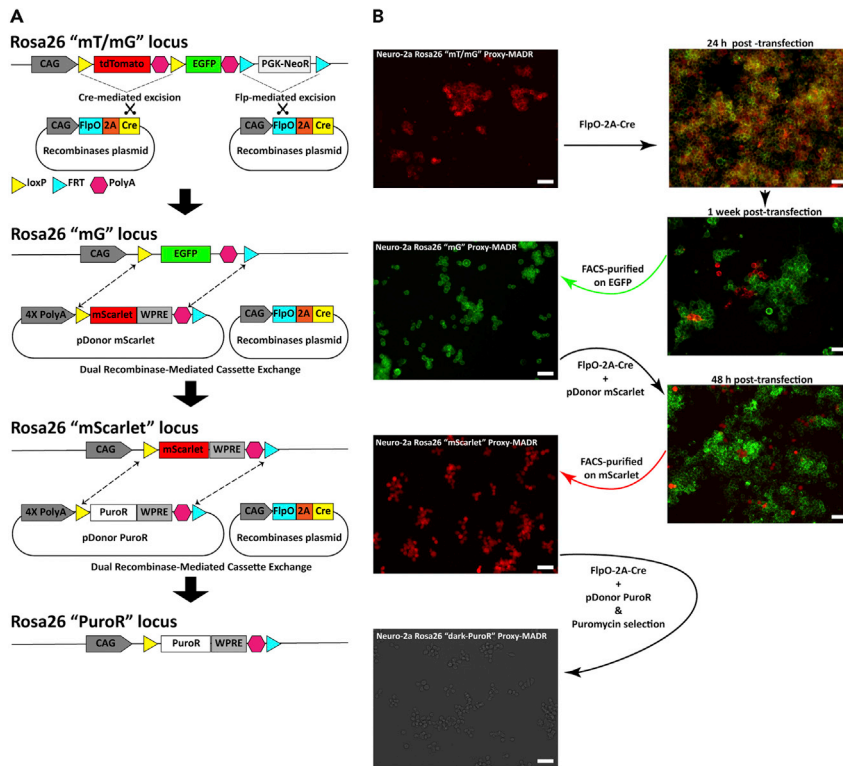 A
Rosa26 “mT/mG” locus
CAG
tdTomato
EGFP
PGK-NeoR
Cre-mediated excision
Flp-mediated excision
CAG
FlpO
2A
Cre
CAG
FlpO
2A
Cre
Recombinases plasmid
Recombinases plasmid
loxP
FRT
PolyA
Rosa26 “mG” locus
CAG
EGFP
4X PolyA
mScarlet
WPRE
CAG
FlpO
2A
Cre
pDonor mScarlet
Recombinases plasmid
Dual Recombinase-Mediated Cassette Exchange
Rosa26 “mScarlet” locus
CAG
mScarlet
WPRE
4X PolyA
PuroR
WPRE
CAG
FlpO
2A
Cre
pDonor PuroR
Recombinases plasmid
Dual Recombinase-Mediated Cassette Exchange
Rosa26 “PuroR” locus
CAG
PuroR
WPRE
B
Neuro-2a Rosa26 “mT/mG” Proxy-MADR
FlpO-2A-Cre
24 h post -transfection
1 week post-transfection
Neuro-2a Rosa26 “mG” Proxy-MADR
FACS-purified
on EGFP
FlpO-2A-Cre
+
pDonor mScarlet
48 h post-transfection
Neuro-2a Rosa26 “mScarlet” Proxy-MADR
FACS-purified
on mScarlet
FlpO-2A-Cre
+
pDonor PuroR
&
Puromycin selection
Neuro-2a Rosa26 “dark-PuroR” Proxy-MADR